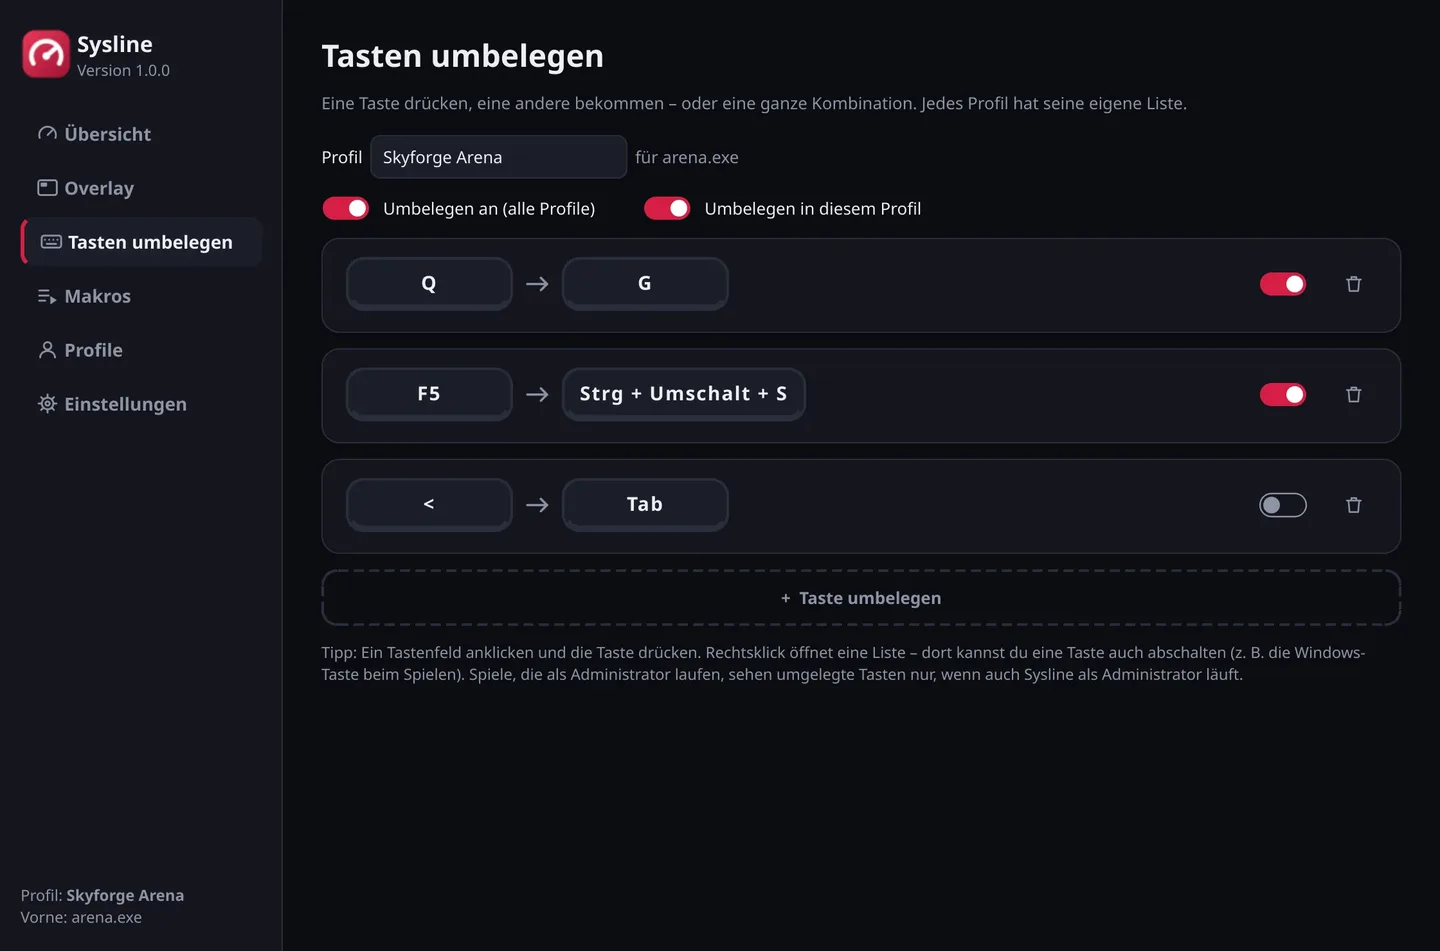 Sysline
Version 1.0.0
Übersicht
Overlay
Tasten umbelegen
Makros
Profile
Einstellungen
Profil: Skyforge Arena
Vorne: arena.exe
Tasten umbelegen
Eine Taste drücken, eine andere bekommen – oder eine ganze Kombination. Jedes Profil hat seine eigene Liste.
Profil Skyforge Arena für arena.exe
Umbelegen an (alle Profile) Umbelegen in diesem Profil
Q → G
F5 → Strg + Umschalt + S
< → Tab
+ Taste umbelegen
Tipp: Ein Tastenfeld anklicken und die Taste drücken. Rechtsklick öffnet eine Liste – dort kannst du eine Taste auch abschalten (z. B. die Windows-
Taste beim Spielen). Spiele, die als Administrator laufen, sehen umgelegte Tasten nur, wenn auch Sysline als Administrator läuft.